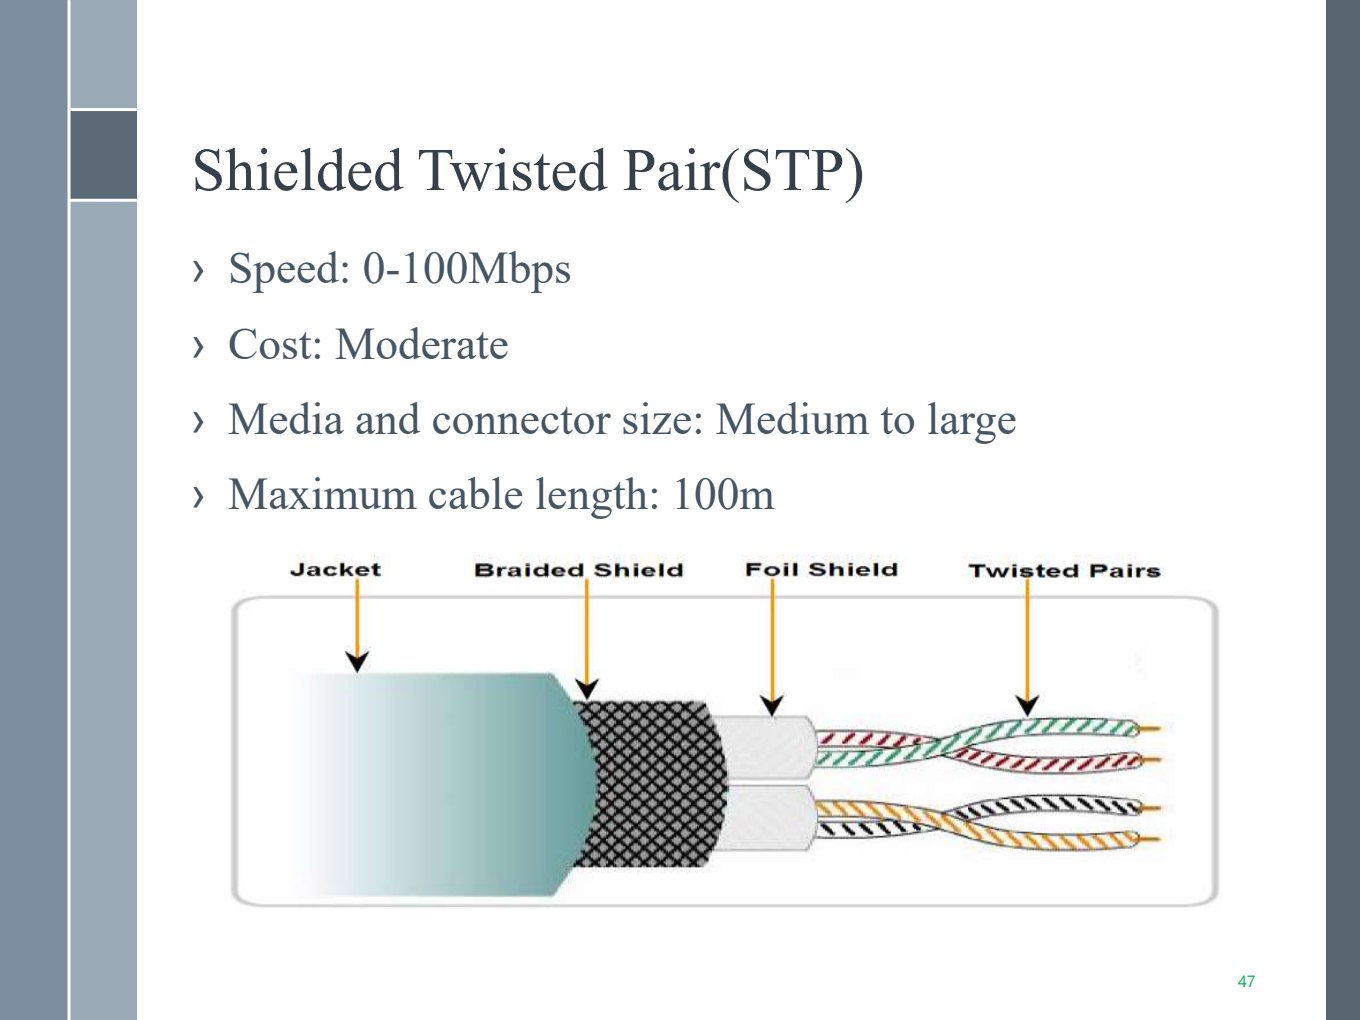 Shielded Twisted Pair(STP)
› Speed: 0-100Mbps
› Cost: Moderate
› Media and connector size: Medium to large
› Maximum cable length: 100m
Jacket Braided Shield Foil Shield Twisted Pairs
47